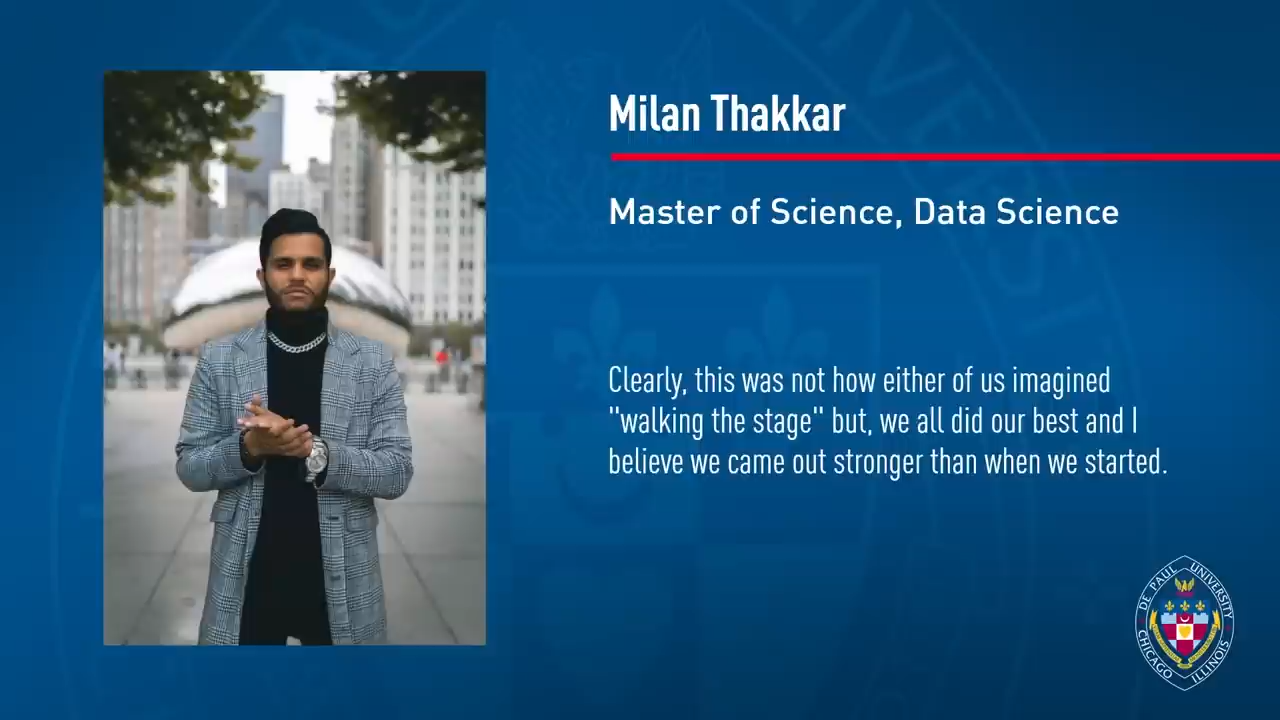 Milan Thakkar
Master of Science, Data Science
Clearly, this was not how either of us imagined
"walking the stage" but, we all did our best and I
believe we came out stronger than when we started.
DE PAUL UNIVERSITY
CHICAGO ILLINOIS